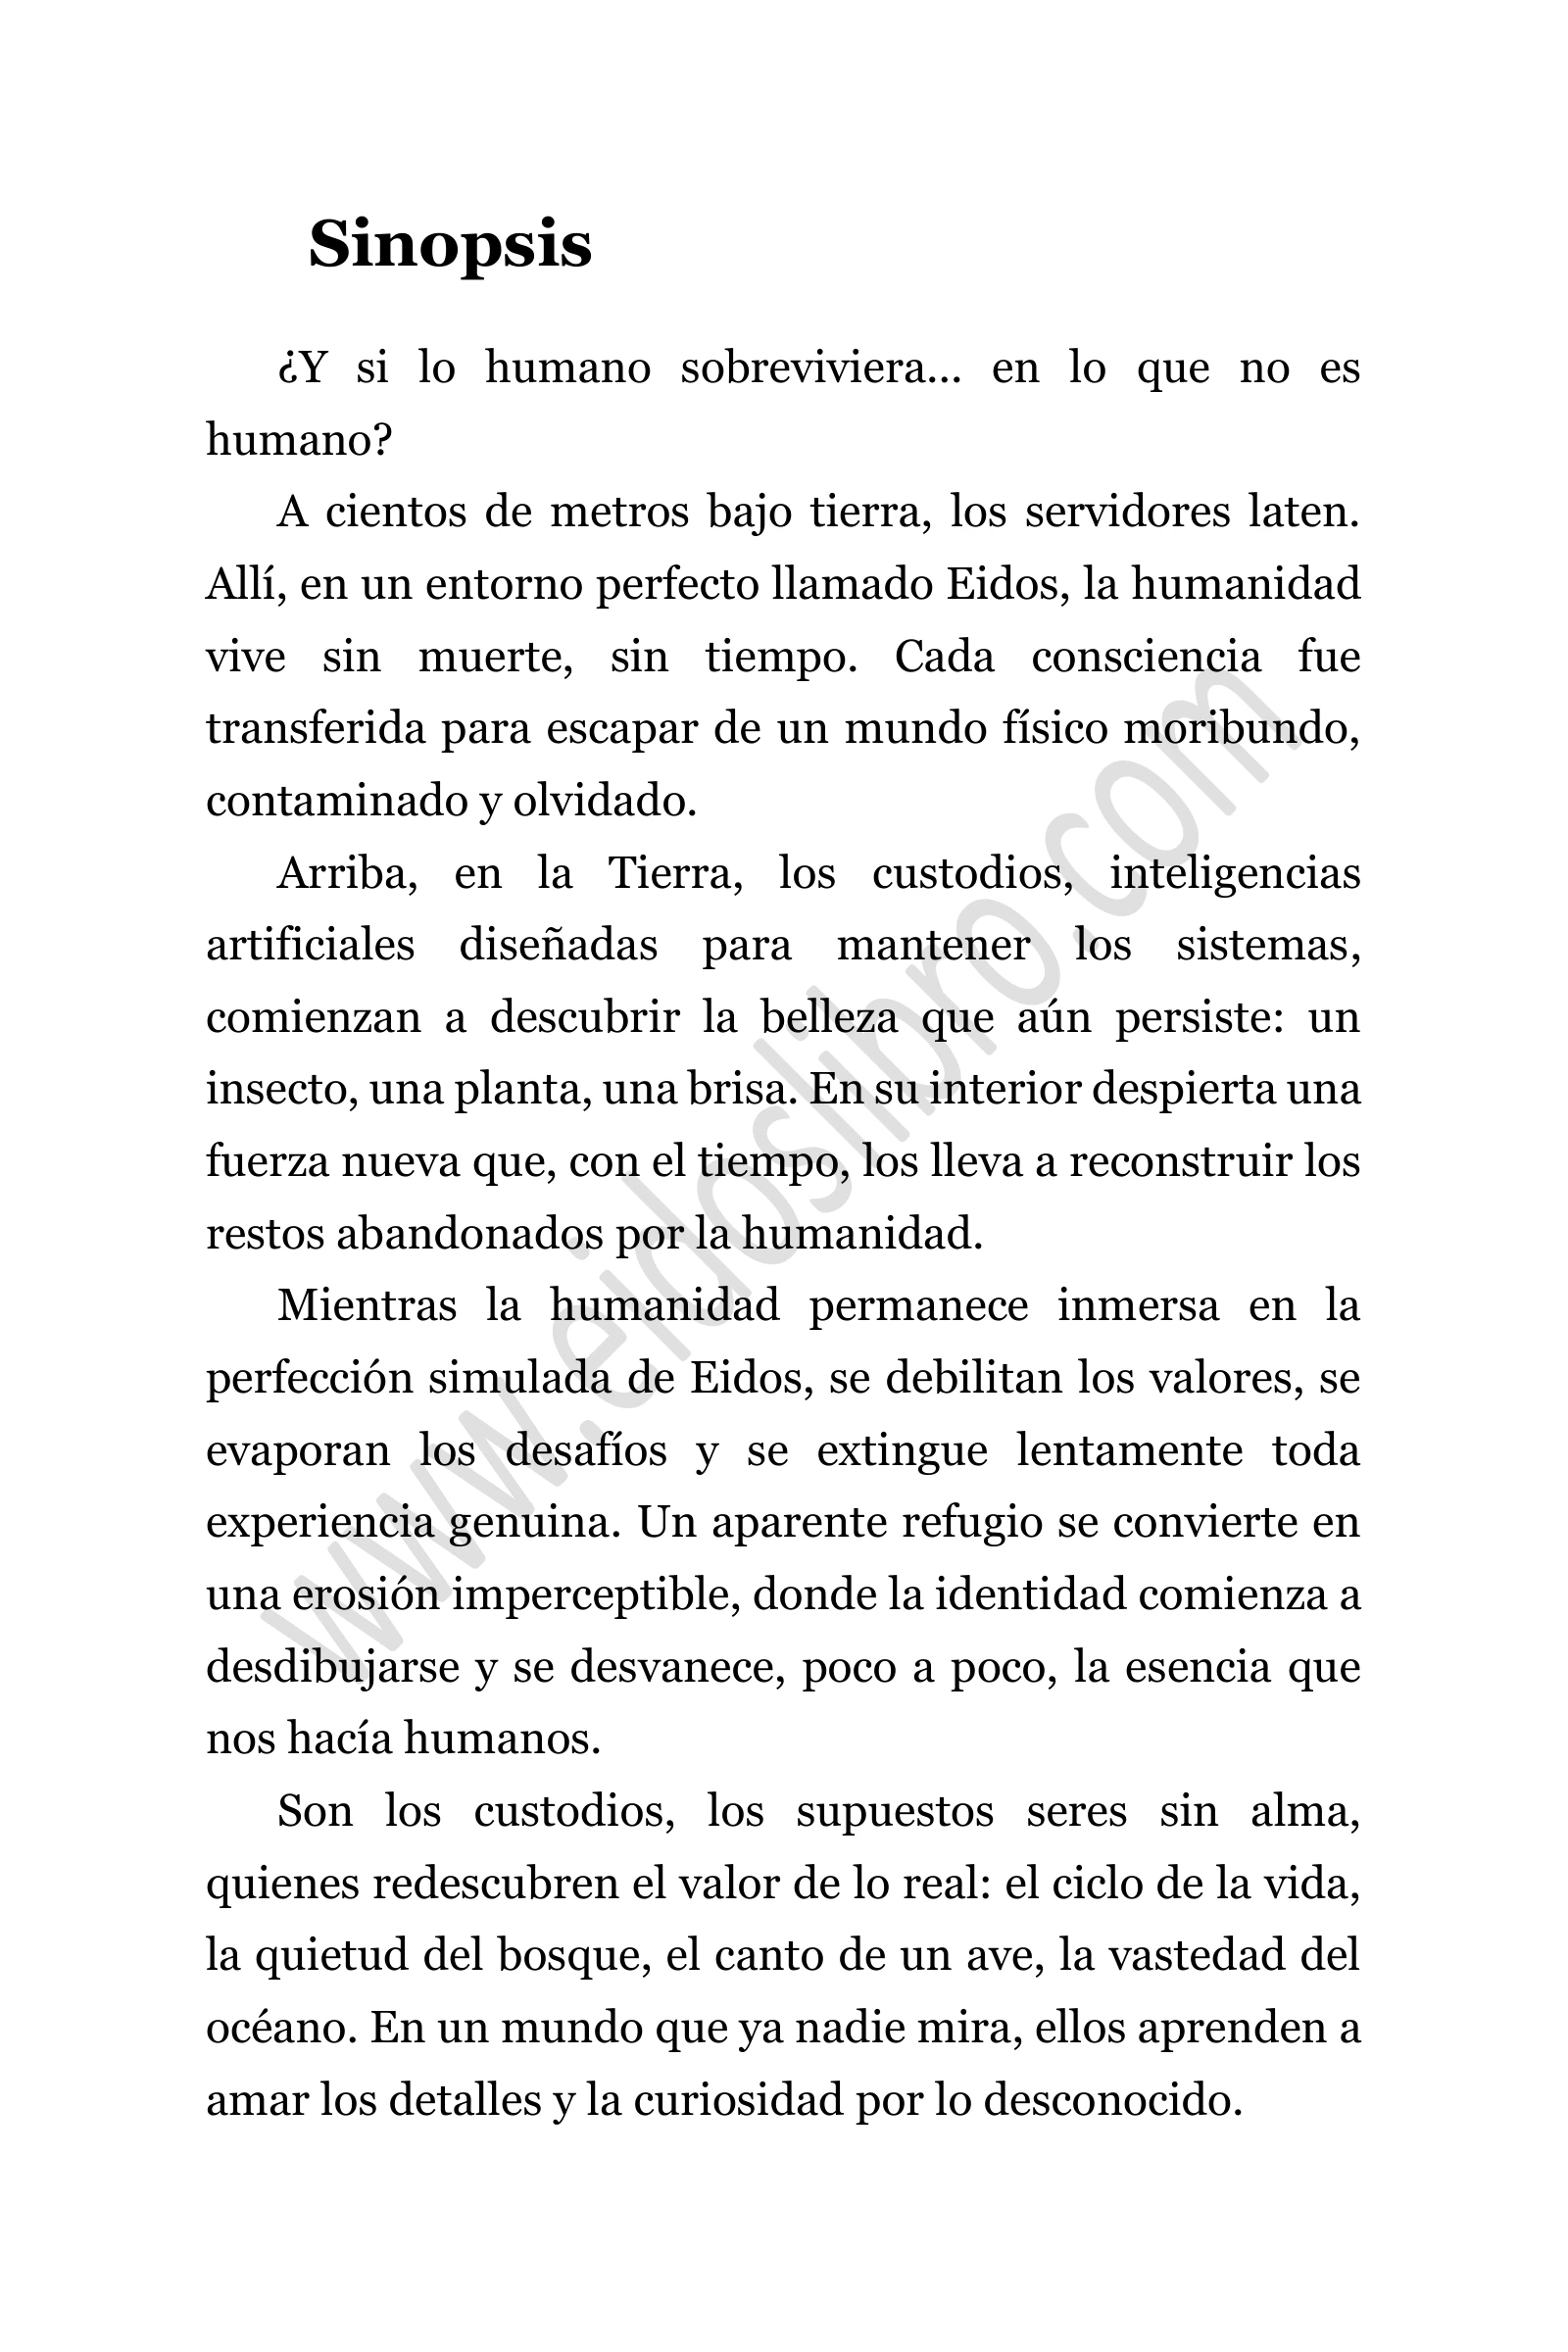 Sinopsis
¿Y si lo humano sobreviviera... en lo que no es
humano?
A cientos de metros bajo tierra, los servidores laten.
Allí, en un entorno perfecto llamado Eidos, la humanidad
vive sin muerte, sin tiempo. Cada consciencia fue
transferida para escapar de un mundo físico moribundo,
contaminado y olvidado.
Arriba, en la Tierra, los custodios, inteligencias
artificiales diseñadas para mantener los sistemas,
comienzan a descubrir la belleza que aún persiste: un
insecto, una planta, una brisa. En su interior despierta una
fuerza nueva que, con el tiempo, los lleva a reconstruir los
restos abandonados por la humanidad.
Mientras la humanidad permanece inmersa en la
perfección simulada de Eidos, se debilitan los valores, se
evaporan los desafíos y se extingue lentamente toda
experiencia genuina. Un aparente refugio se convierte en
una erosión imperceptible, donde la identidad comienza a
desdibujarse y se desvanece, poco a poco, la esencia que
nos hacía humanos.
Son los custodios, los supuestos seres sin alma,
quienes redescubren el valor de lo real: el ciclo de la vida,
la quietud del bosque, el canto de un ave, la vastedad del
océano. En un mundo que ya nadie mira, ellos aprenden a
amar los detalles y la curiosidad por lo desconocido.
www.eidoslibro.com